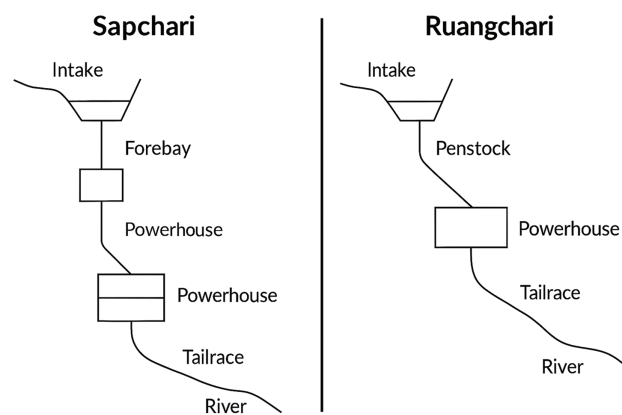 Sapchari
Intake
Forebay
Powerhouse
Powerhouse
Tailrace
River
Ruangchari
Intake
Penstock
Powerhouse
Tailrace
River